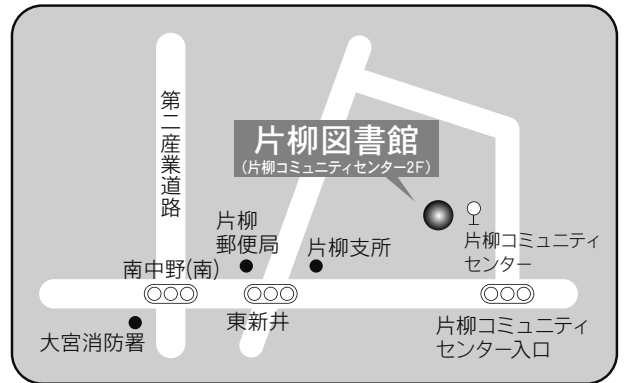 第二産業道路
片柳図書館
(片柳コミュニティセンター2F)
片柳
郵便局
片柳支所
片柳コミュニティ
センター
南中野(南)
東新井
大宮消防署
片柳コミュニティ
センター入口